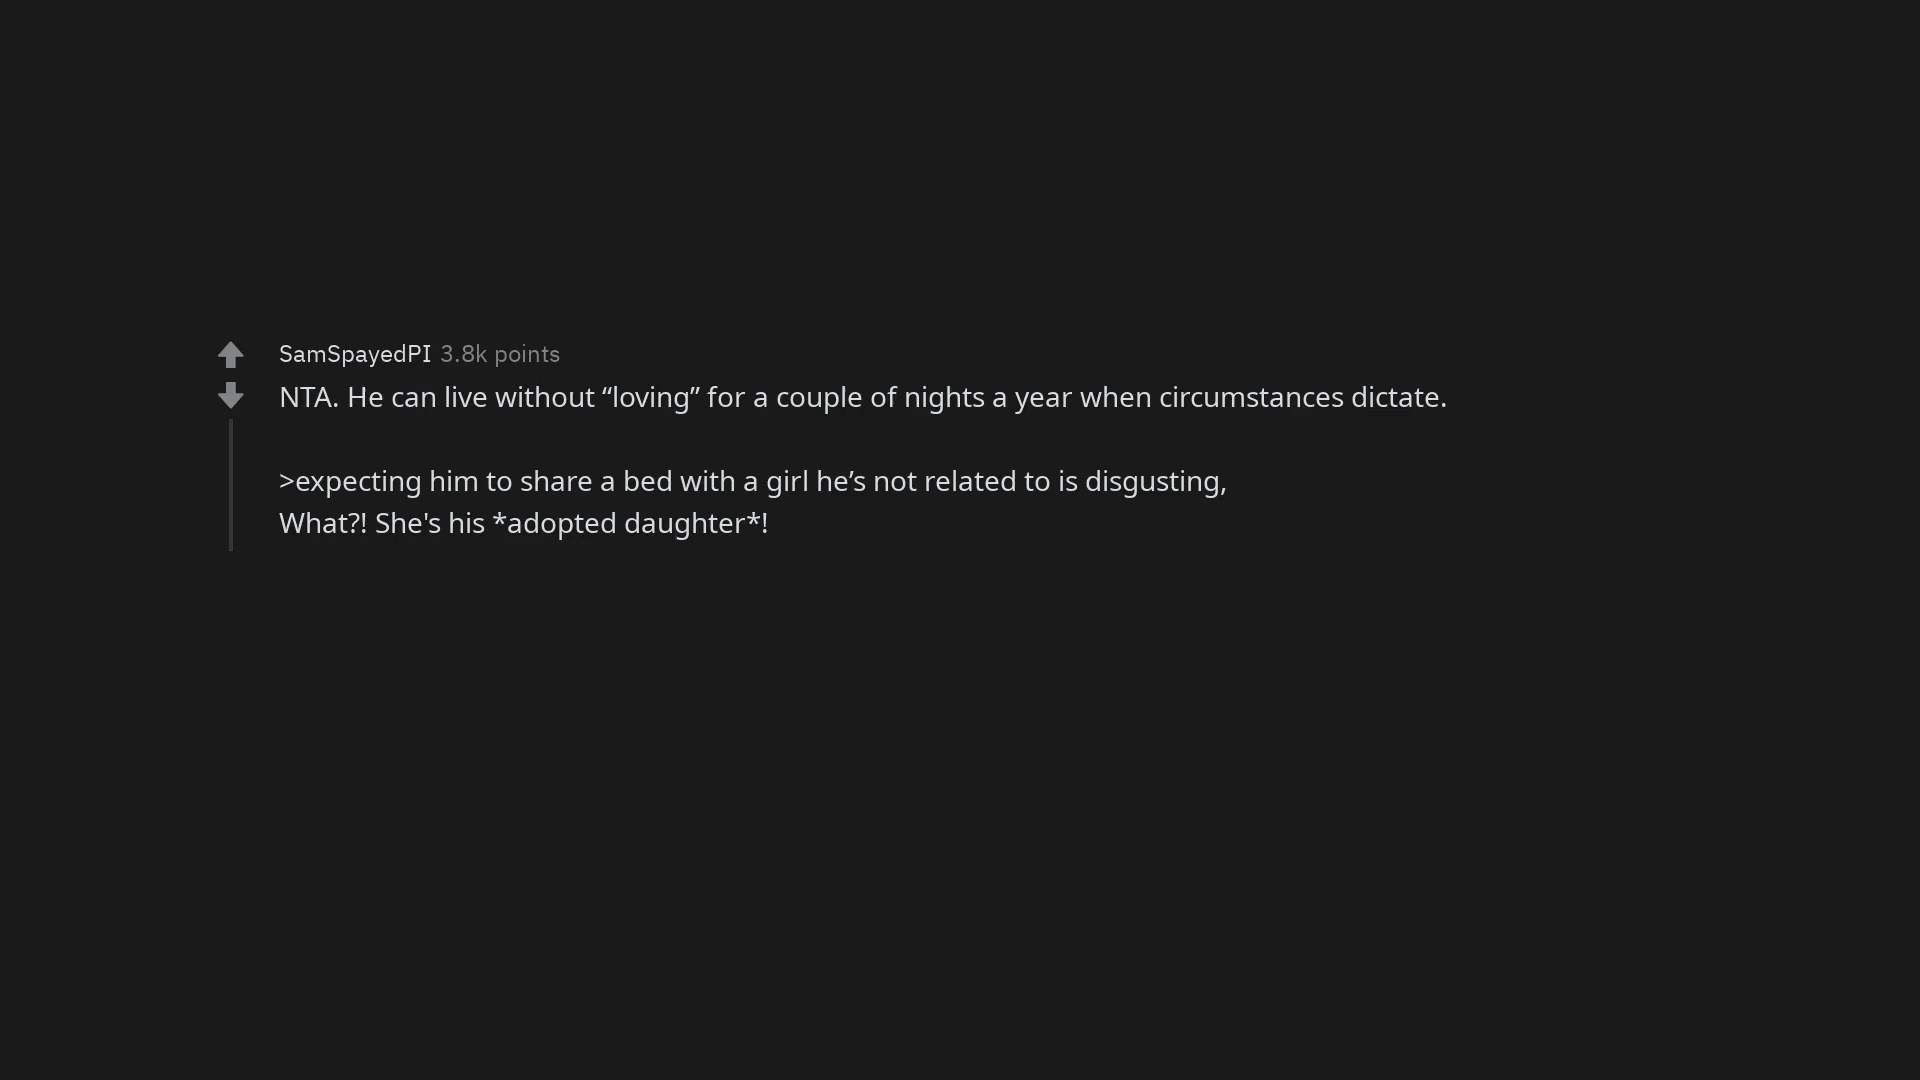 SamSpayedPI 3.8k points
NTA. He can live without “loving” for a couple of nights a year when circumstances dictate.
>expecting him to share a bed with a girl he’s not related to is disgusting,
What?! She's his *adopted daughter*!